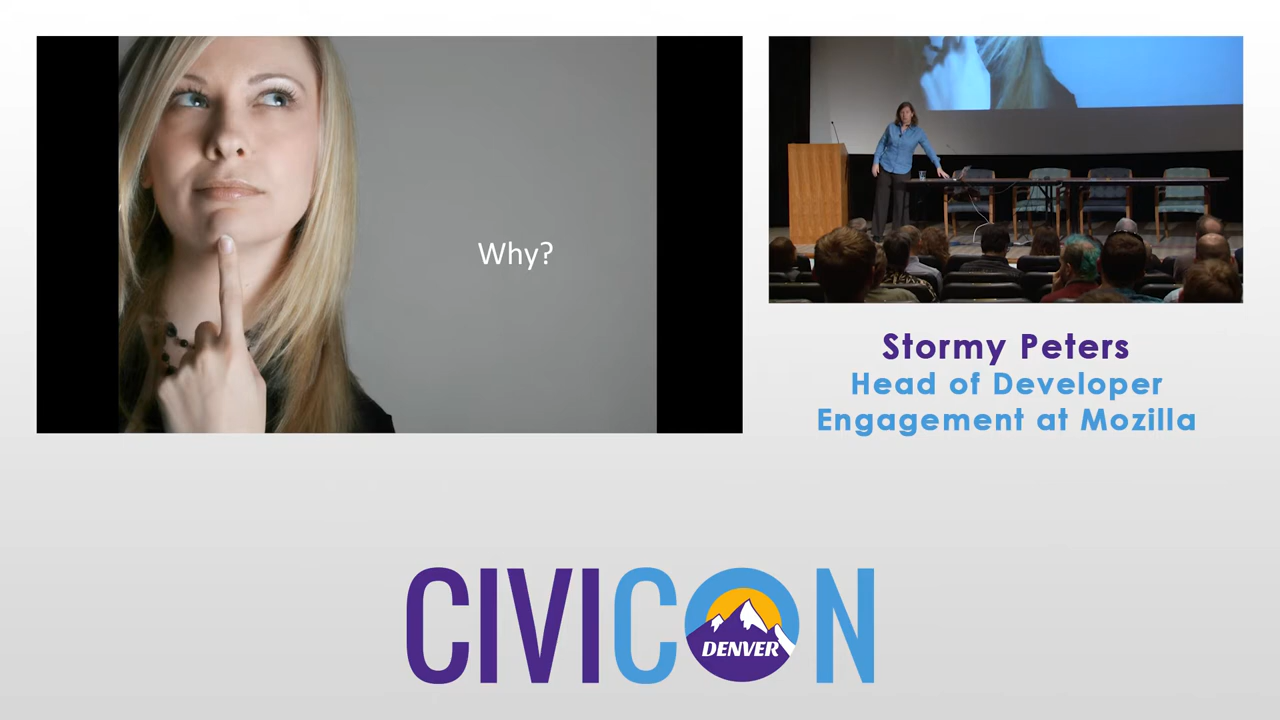 Why?
Stormy Peters
Head of Developer
Engagement at Mozilla
CIVICON
DENVER